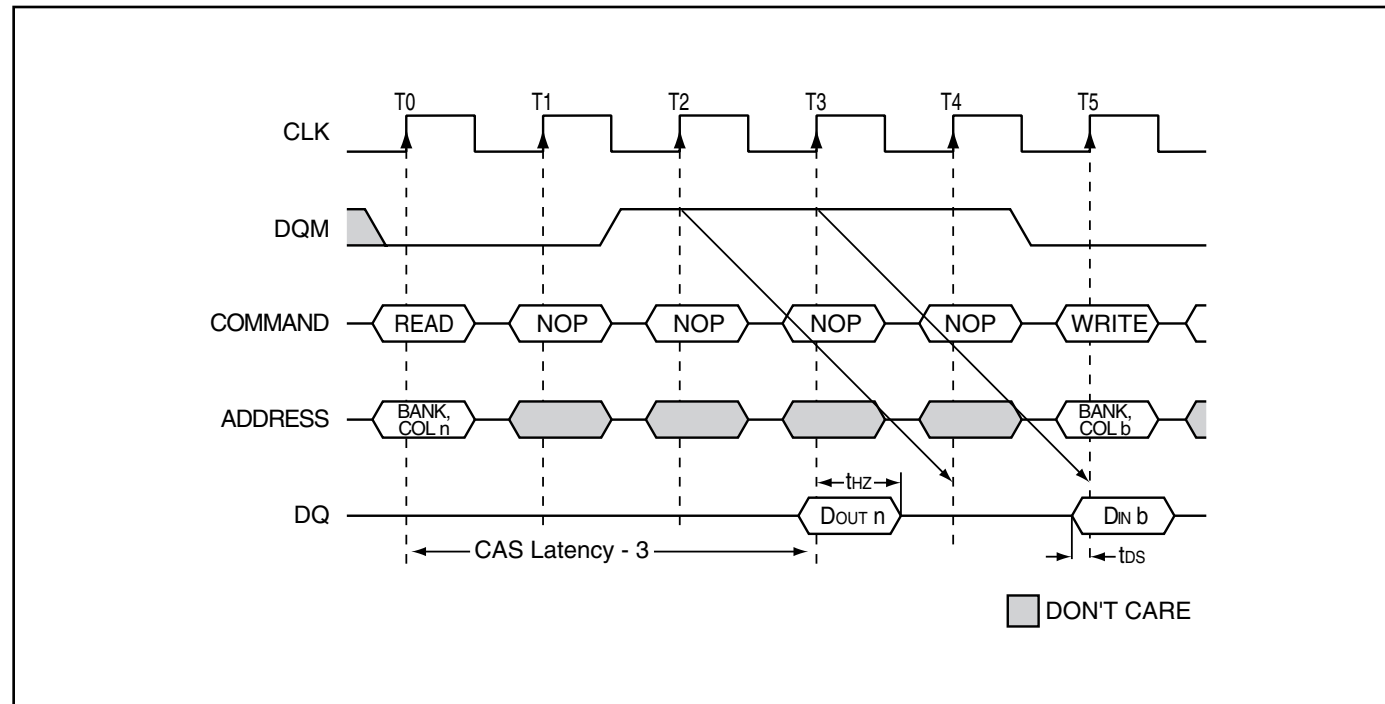 T0 T1 T2 T3 T4 T5
CLK
DQM
COMMAND READ NOP NOP NOP NOP WRITE
ADDRESS BANK, COL n BANK, COL b
tHZ
DQ DOUT n DIN b
CAS Latency - 3 tDS
DON'T CARE